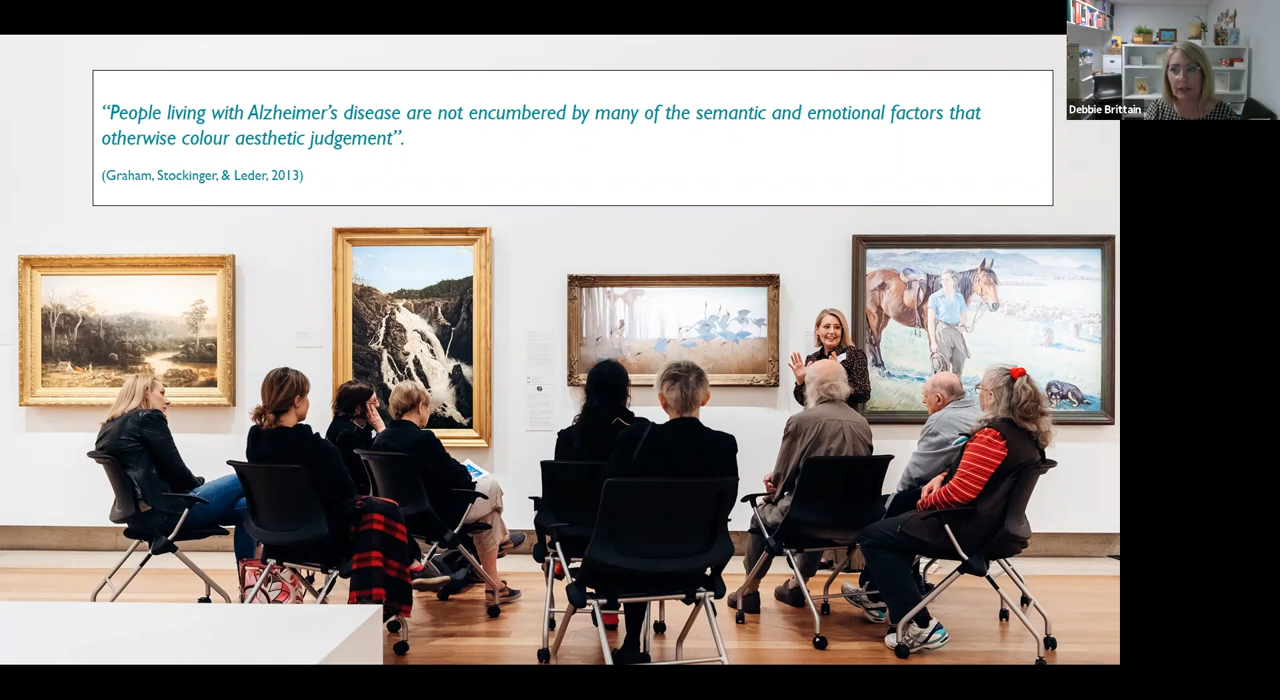 “People living with Alzheimer’s disease are not encumbered by many of the semantic and emotional factors that
otherwise colour aesthetic judgement”.
(Graham, Stockinger, & Leder, 2013)
Debbie Brittain